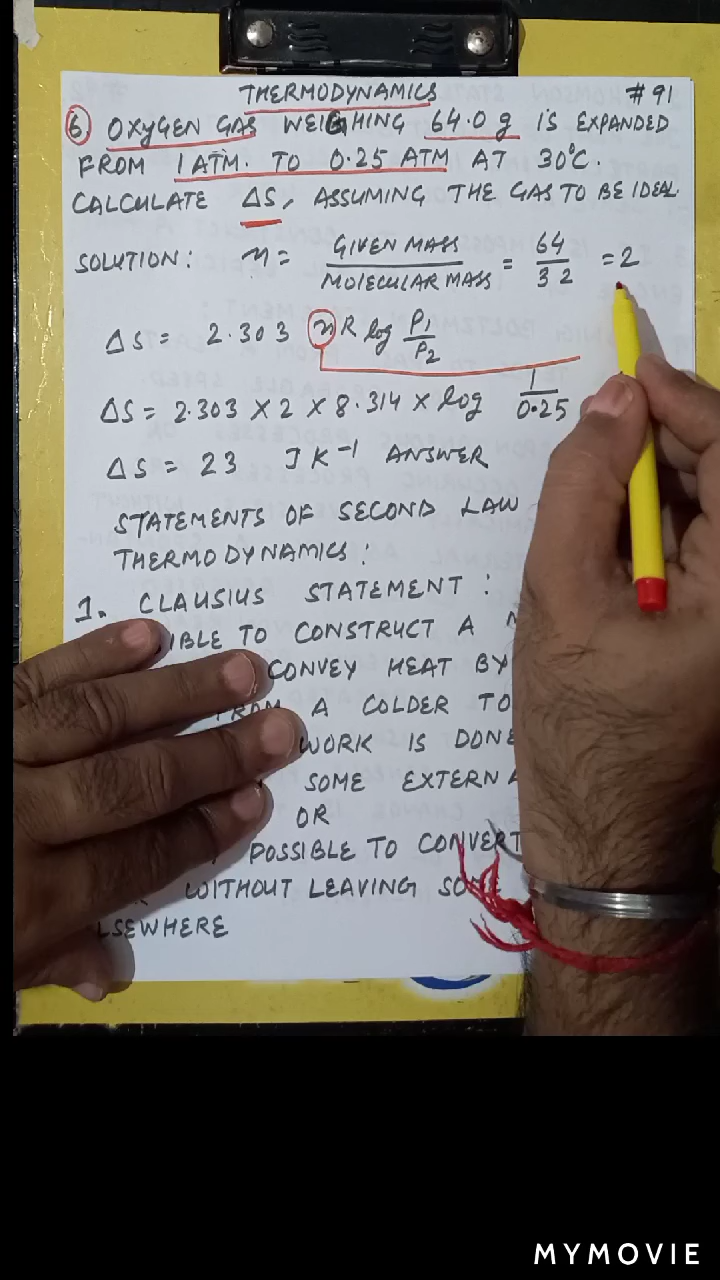 THERMODYNAMICS #91
6. OXYGEN GAS WEIGHING 64.0 g IS EXPANDED
FROM 1 ATM. TO 0.25 ATM AT 30°C.
CALCULATE ΔS, ASSUMING THE GAS TO BE IDEAL
SOLUTION: n = GIVEN MASS / MOLECULAR MASS = 64 / 32 = 2
ΔS = 2.303 nR log P1 / P2
ΔS = 2.303 × 2 × 8.314 × log 1 / 0.25
ΔS = 23 JK⁻¹ ANSWER
STATEMENTS OF SECOND LAW
THERMODYNAMICS:
1. CLAUSIUS STATEMENT:
IBLE TO CONSTRUCT A
CONVEY HEAT BY
FROM A COLDER TO
WORK IS DONE
SOME EXTERNA
OR
POSSIBLE TO CONVERT
WITHOUT LEAVING SOME
LSEWHERE
MYMOVIE